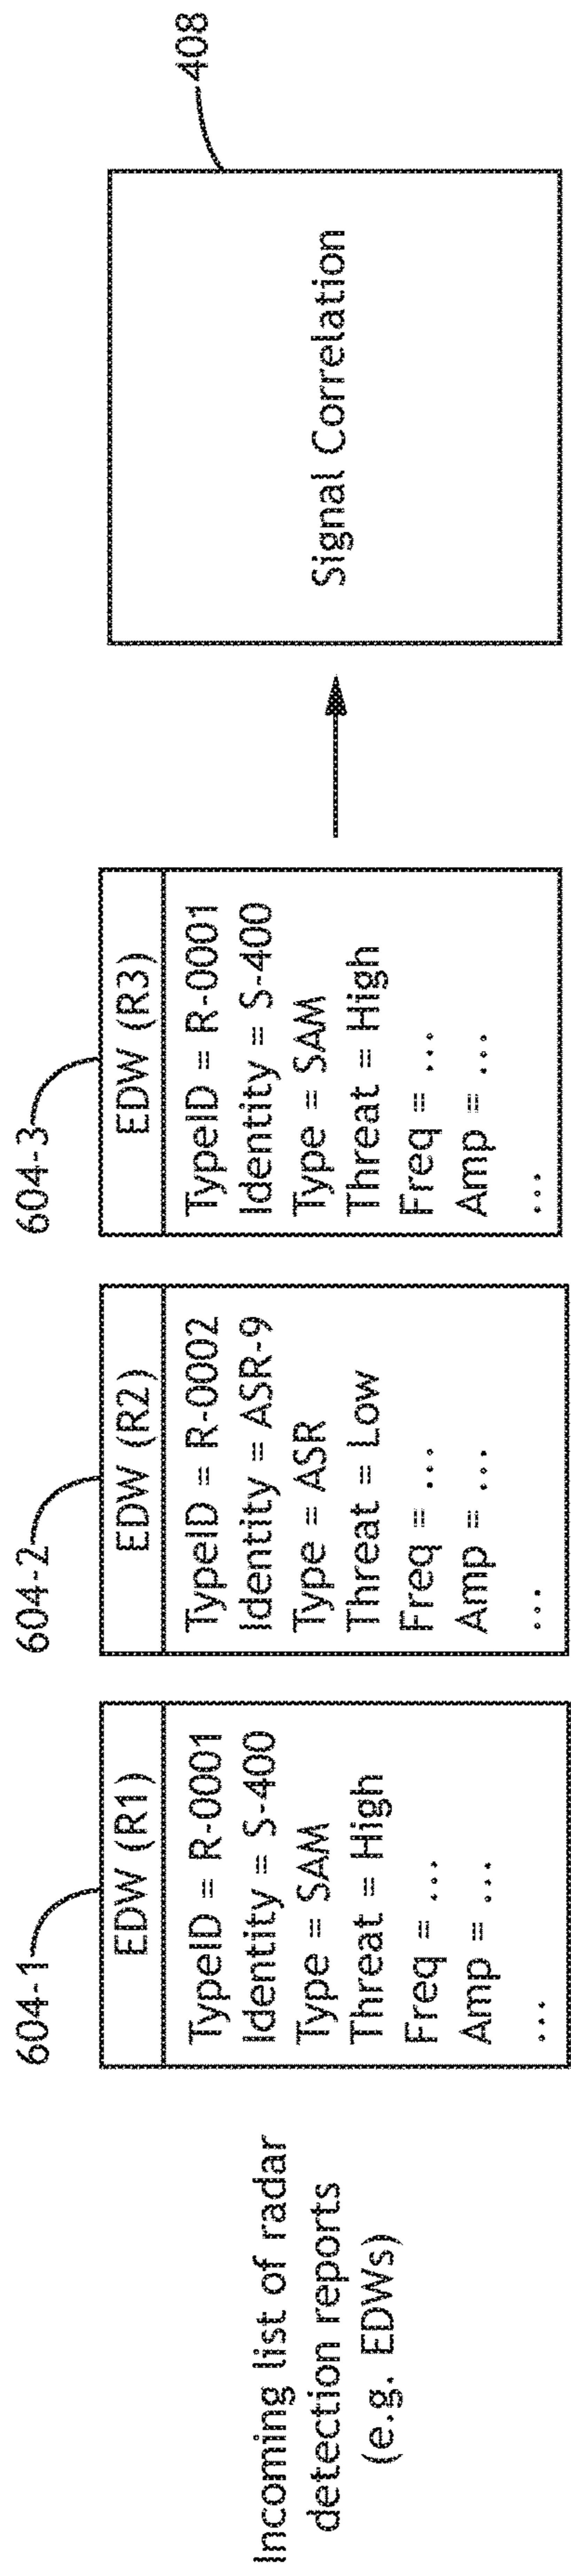 Incoming list of radar
detection reports
(e.g. EDWs)
604-1
EDW (R1)
TypeID = R-0001
Identity = S-400
Type = SAM
Threat = High
Freq = ...
Amp = ...
...
604-2
EDW (R2)
TypeID = R-0002
Identity = ASR-9
Type = ASR
Threat = Low
Freq = ...
Amp = ...
...
604-3
EDW (R3)
TypeID = R-0001
Identity = S-400
Type = SAM
Threat = High
Freq = ...
Amp = ...
...
408
Signal Correlation